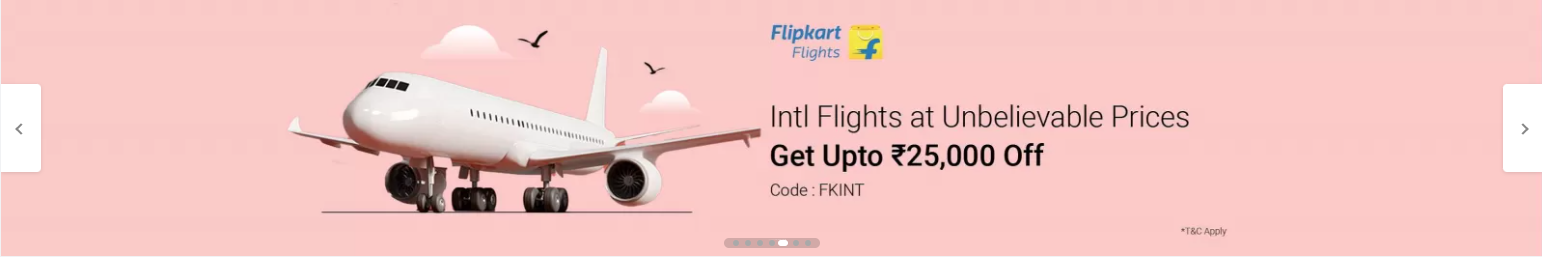 Flipkart
Flights
Intl Flights at Unbelievable Prices
Get Upto ₹25,000 Off
Code : FKINT
*T&C Apply